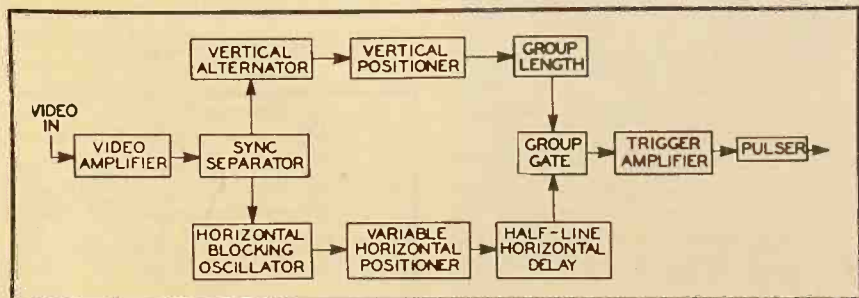 VERTICAL
ALTERNATOR
VERTICAL
POSITIONER
GROUP
LENGTH
VIDEO
IN
VIDEO
AMPLIFIER
SYNC
SEPARATOR
GROUP
GATE
TRIGGER
AMPLIFIER
PULSER
HORIZONTAL
BLOCKING
OSCILLATOR
VARIABLE
HORIZONTAL
POSITIONER
HALF-LINE
HORIZONTAL
DELAY